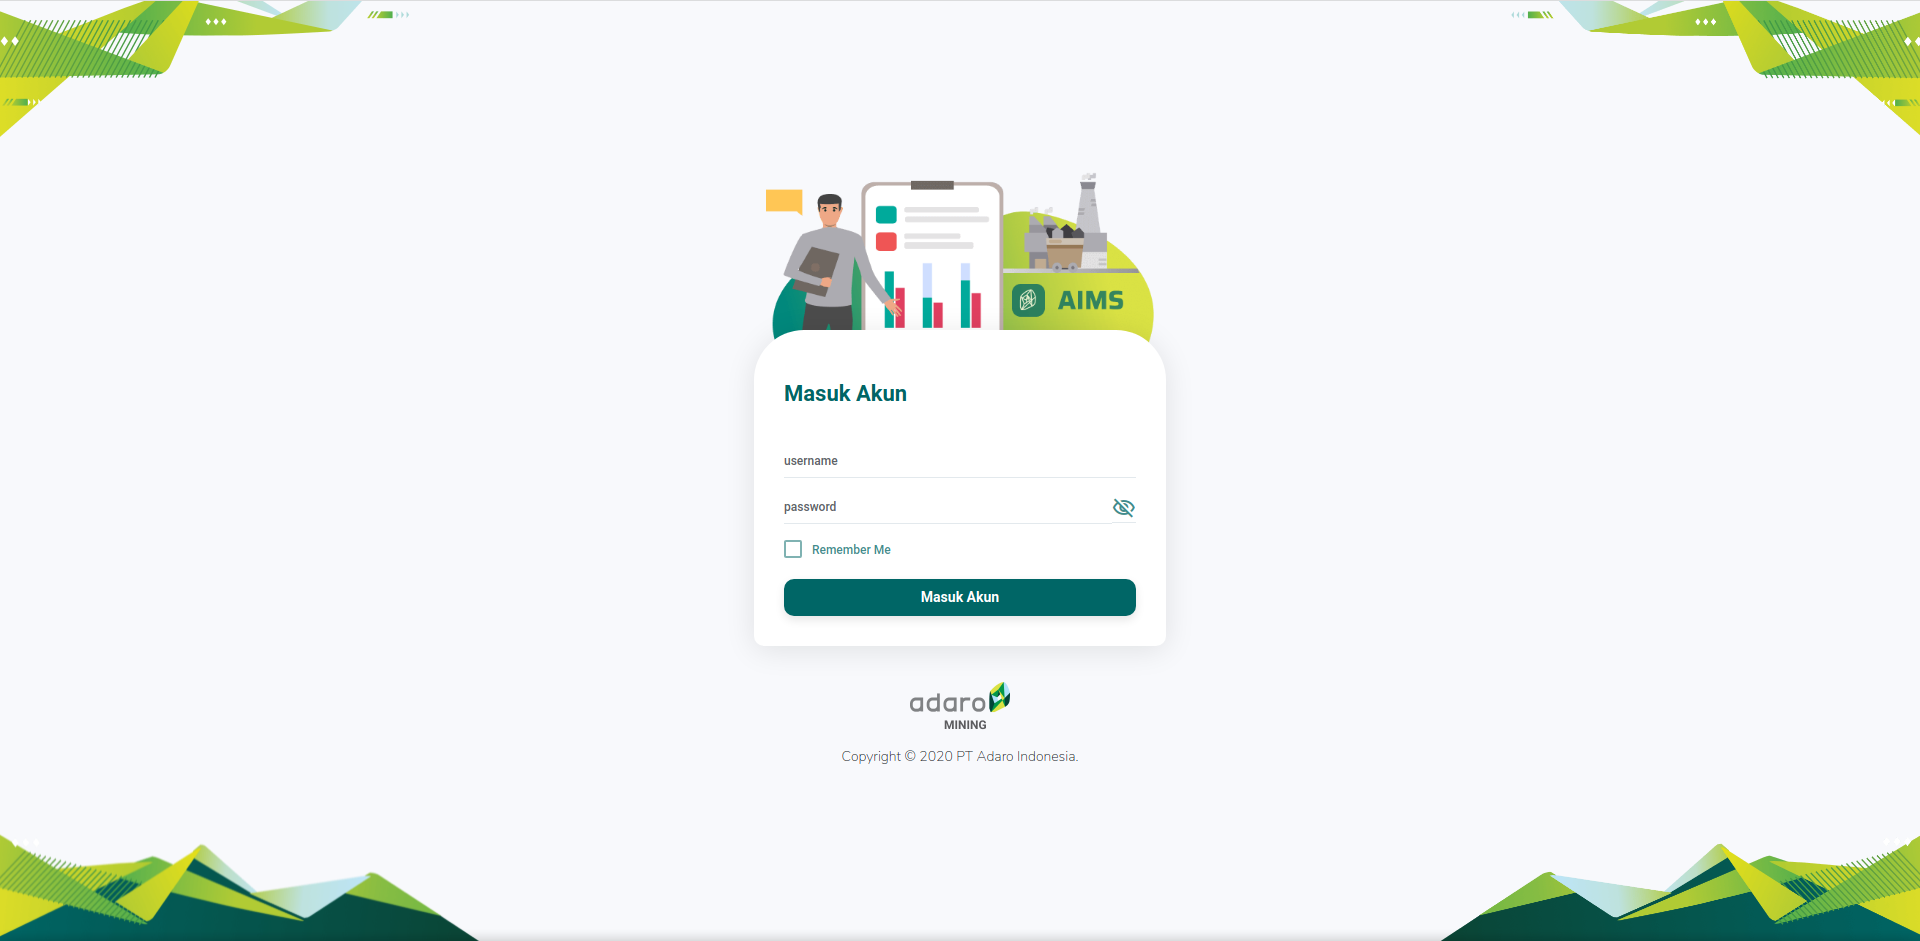 AIMS
Masuk Akun
username
password
Remember Me
Masuk Akun
adaro
MINING
Copyright © 2020 PT Adaro Indonesia.